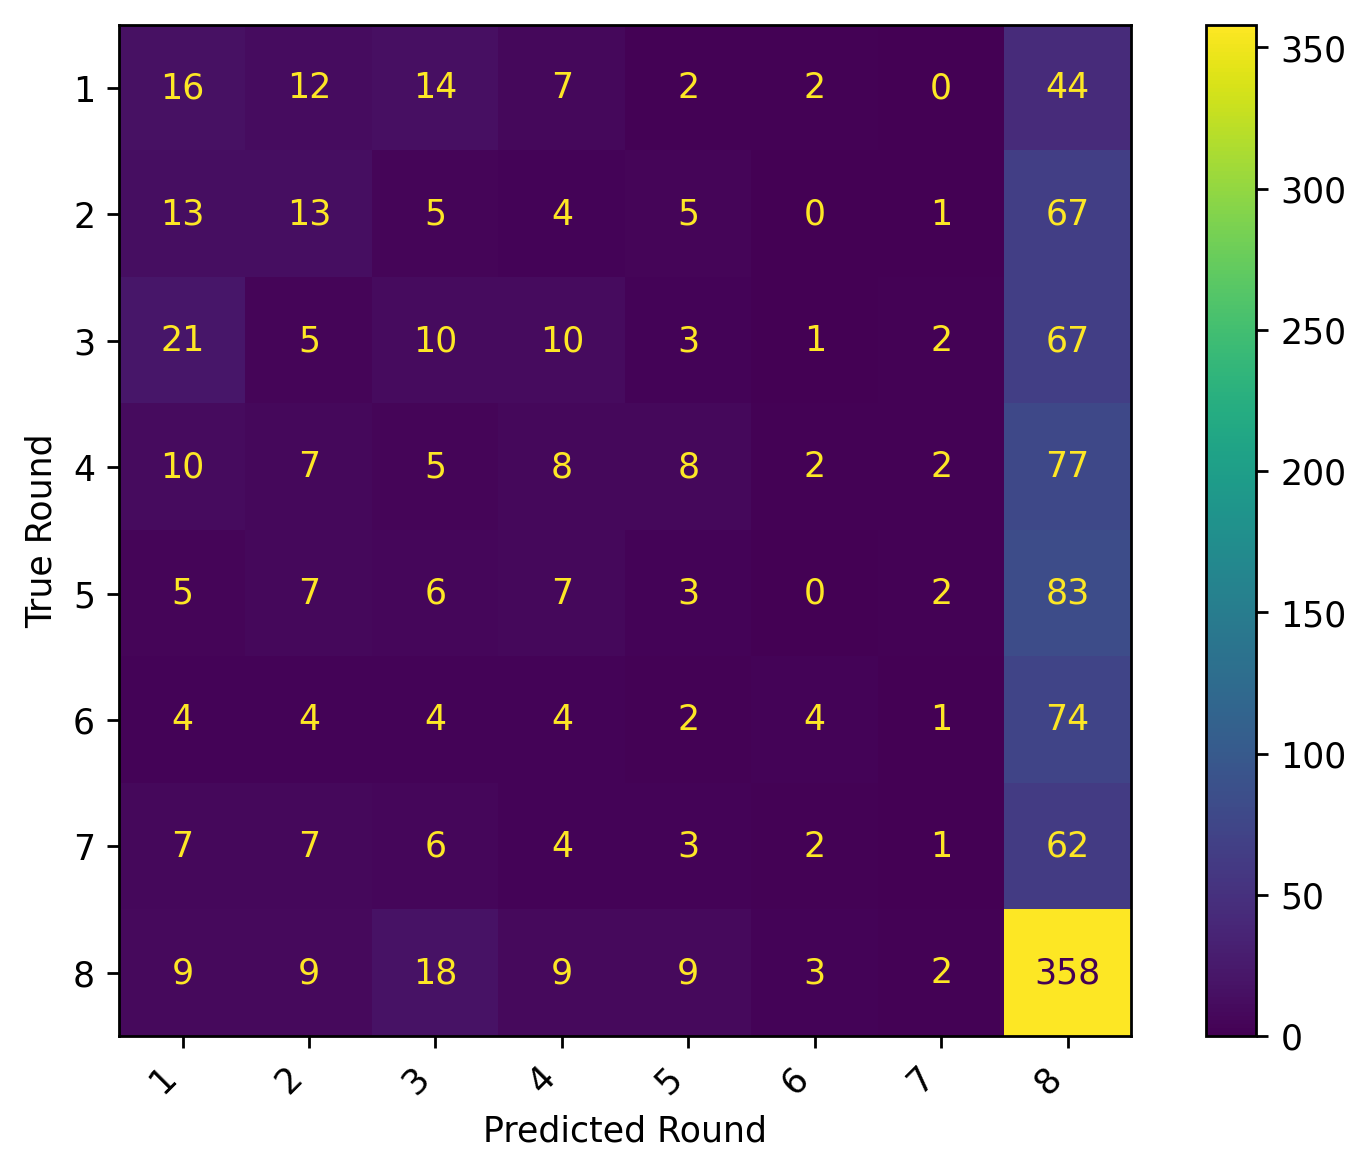 True Round
1 16 12 14 7 2 2 0 44
2 13 13 5 4 5 0 1 67
3 21 5 10 10 3 1 2 67
4 10 7 5 8 8 2 2 77
5 5 7 6 7 3 0 2 83
6 4 4 4 4 2 4 1 74
7 7 7 6 4 3 2 1 62
8 9 9 18 9 9 3 2 358
1 2 3 4 5 6 7 8
Predicted Round
350
300
250
200
150
100
50
0